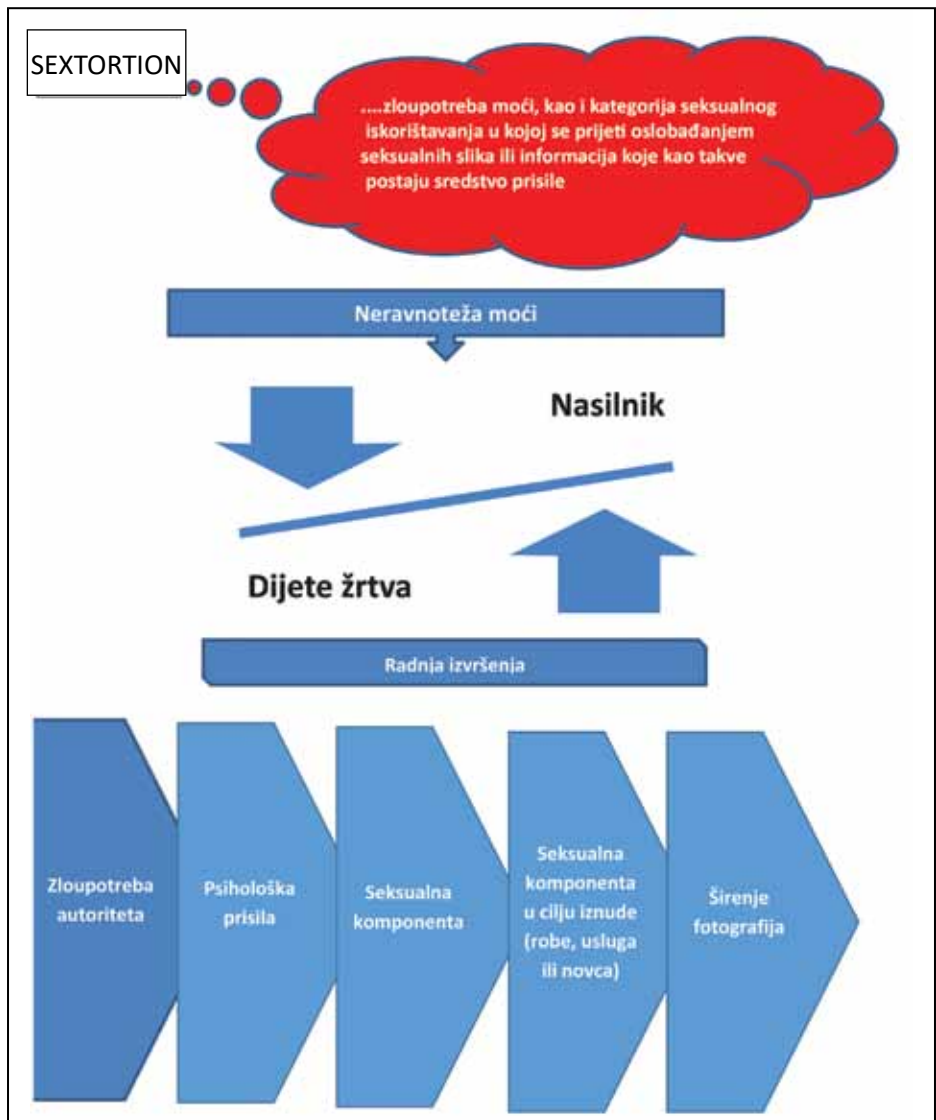 SEXTORTION
....zloupotreba moći, kao i kategorija seksualnog
iskorištavanja u kojoj se prijeti oslobađanjem
seksualnih slika ili informacija koje kao takve
postaju sredstvo prisile
Neravnoteža moći
Nasilnik
Dijete žrtva
Radnja izvršenja
Zloupotreba
autoriteta
Psihološka
prisila
Seksualna
komponenta
Seksualna
komponenta
u cilju iznude
(robe, usluga
ili novca)
Širenje
fotografija